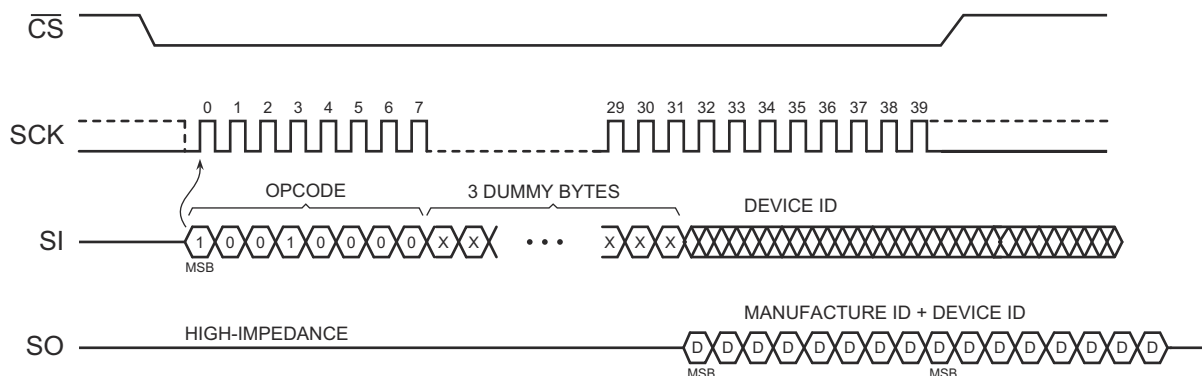 CS
0 1 2 3 4 5 6 7 29 30 31 32 33 34 35 36 37 38 39
SCK
OPCODE 3 DUMMY BYTES DEVICE ID
SI 1 0 0 1 0 0 0 0 X X • • • X X X
MSB
HIGH-IMPEDANCE MANUFACTURE ID + DEVICE ID
SO D D D D D D D D D D D D D D D D
MSB MSB